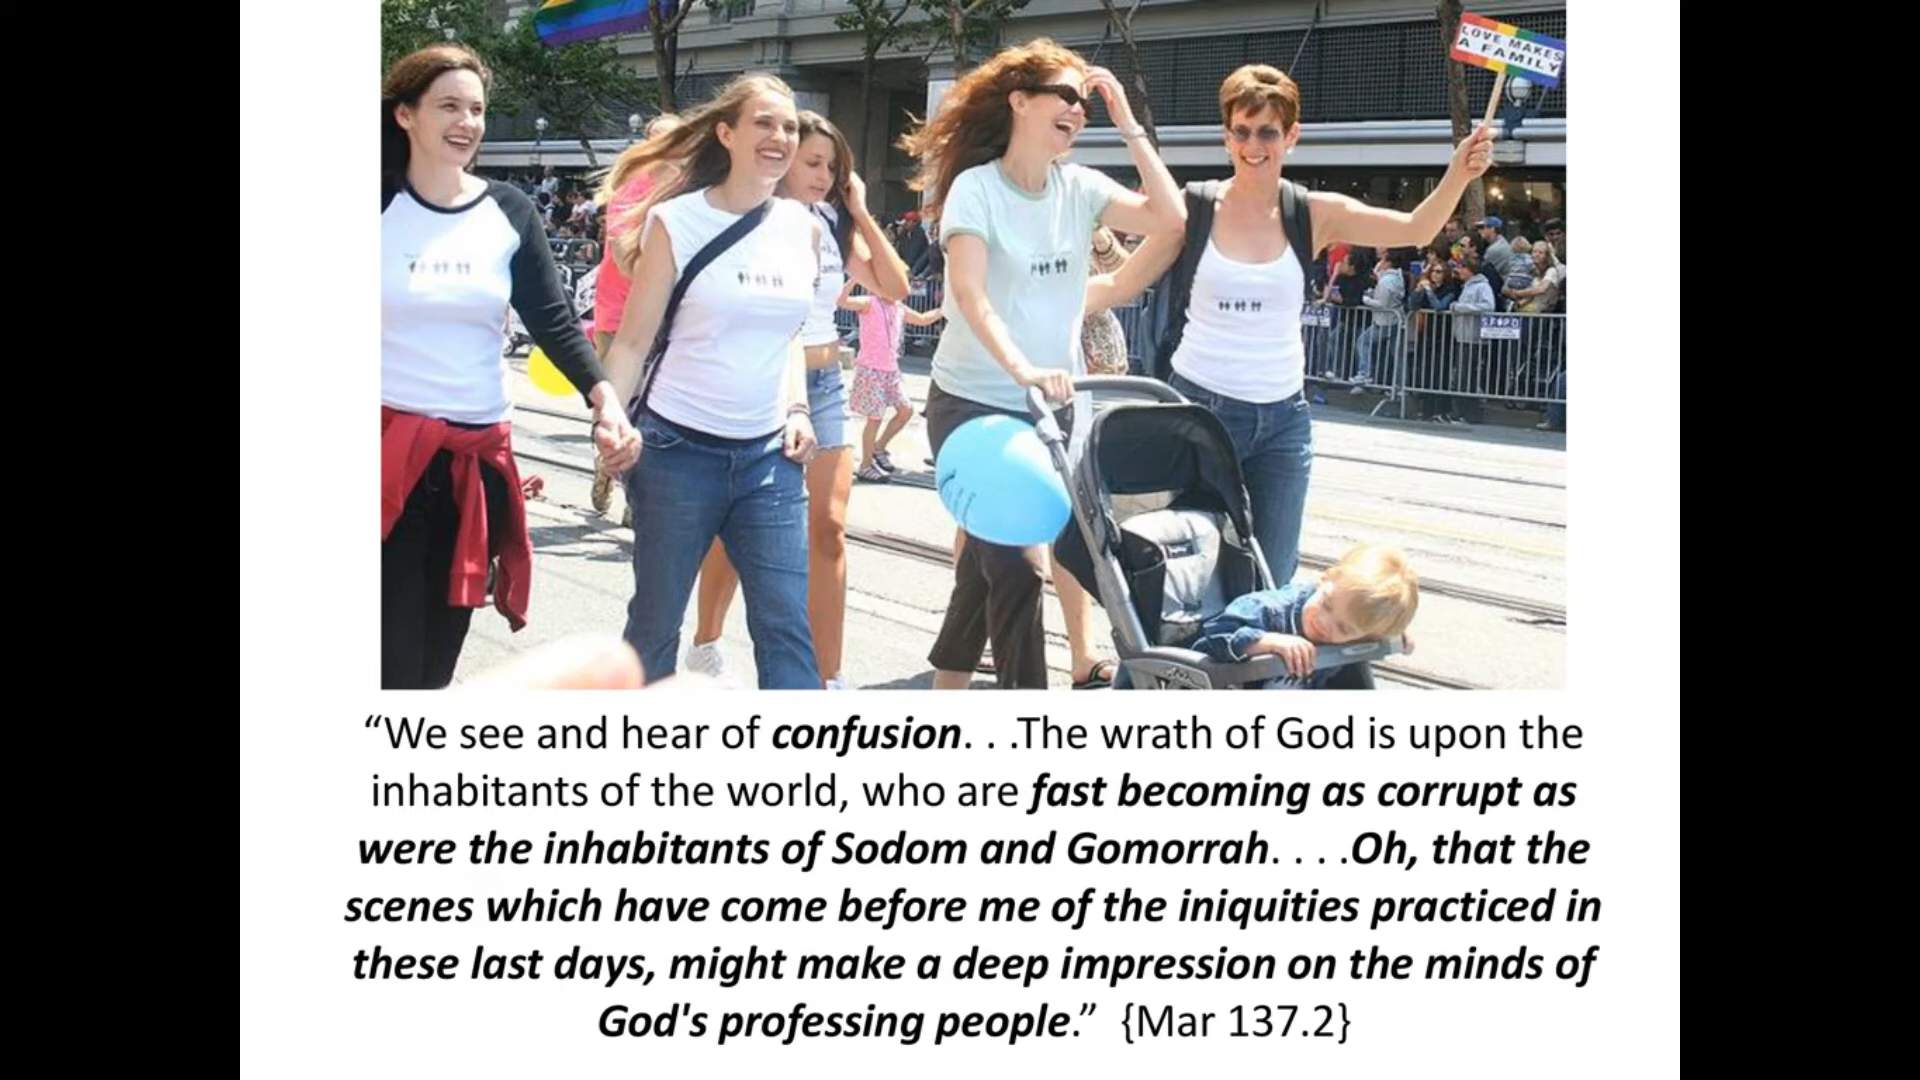 LOVE MAKES
A FAMILY
S.F.P.D
“We see and hear of confusion. . .The wrath of God is upon the
inhabitants of the world, who are fast becoming as corrupt as
were the inhabitants of Sodom and Gomorrah. . . .Oh, that the
scenes which have come before me of the iniquities practiced in
these last days, might make a deep impression on the minds of
God's professing people.” {Mar 137.2}